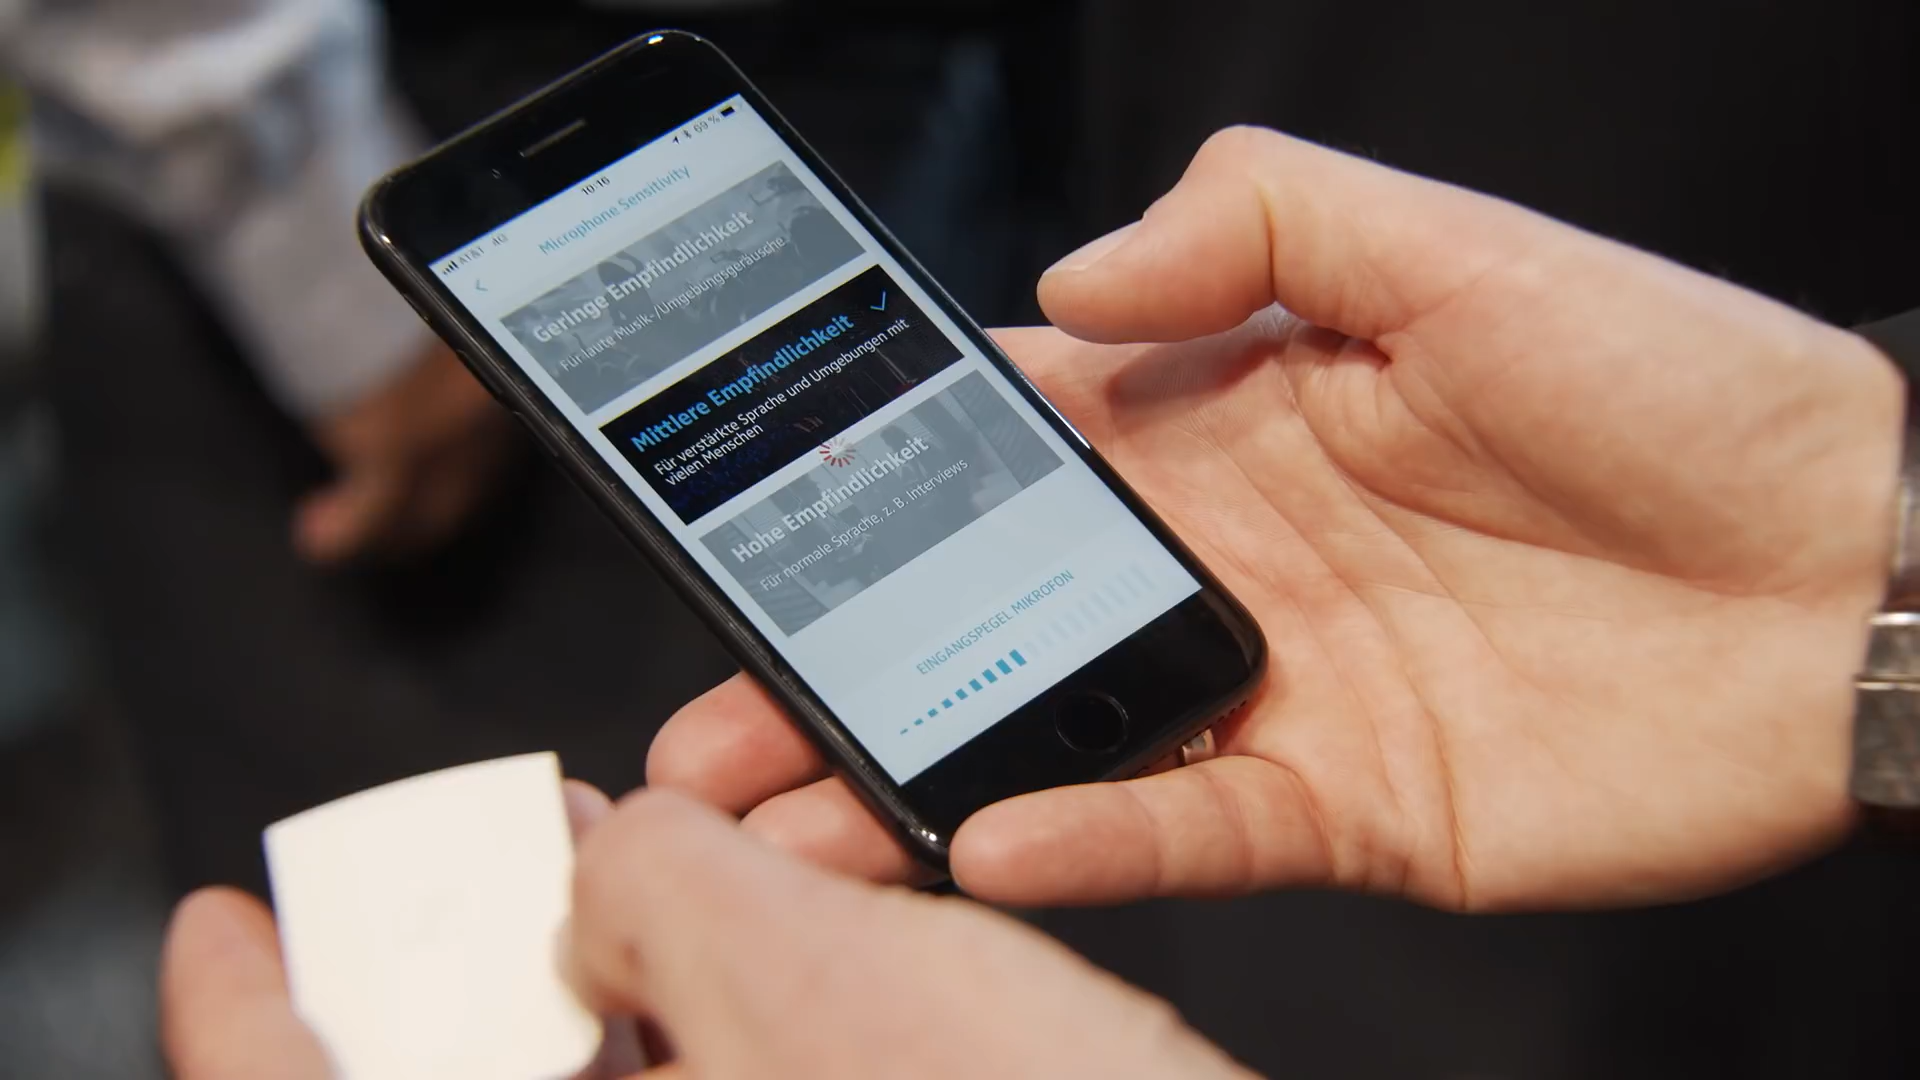 AT&T 4G 10:16 69 %
Microphone Sensitivity
Geringe Empfindlichkeit
Für laute Musik-/Umgebungsgeräusche
Mittlere Empfindlichkeit
Für verstärkte Sprache und Umgebungen mit
vielen Menschen
Hohe Empfindlichkeit
Für normale Sprache, z. B. Interviews
EINGANGSPEGEL MIKROFON